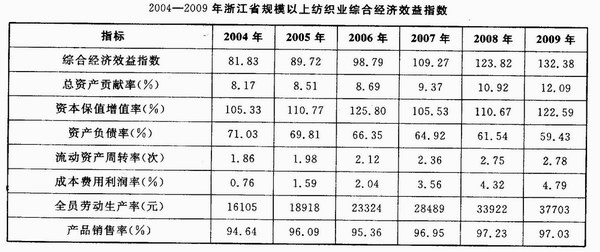 2004—2009 年浙江省规模以上纺织业综合经济效益指数
指标 2004 年 2005 年 2006 年 2007 年 2008 年 2009 年
综合经济效益指数 81.83 89.72 98.79 109.27 123.82 132.38
总资产贡献率(%) 8.17 8.51 8.69 9.37 10.92 12.09
资本保值增值率(%) 105.33 110.77 125.80 105.53 110.67 122.59
资产负债率(%) 71.03 69.81 66.35 64.92 61.54 59.43
流动资产周转率(次) 1.86 1.98 2.12 2.36 2.75 2.78
成本费用利润率(%) 0.76 1.59 2.04 3.56 4.32 4.79
全员劳动生产率(元) 16105 18918 23324 28489 33922 37703
产品销售率(%) 94.64 96.09 95.36 96.95 97.23 97.03